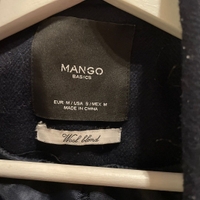 MANGO
BASICS
EUR M / USA S / MEX M
MADE IN CHINA
Wool blend